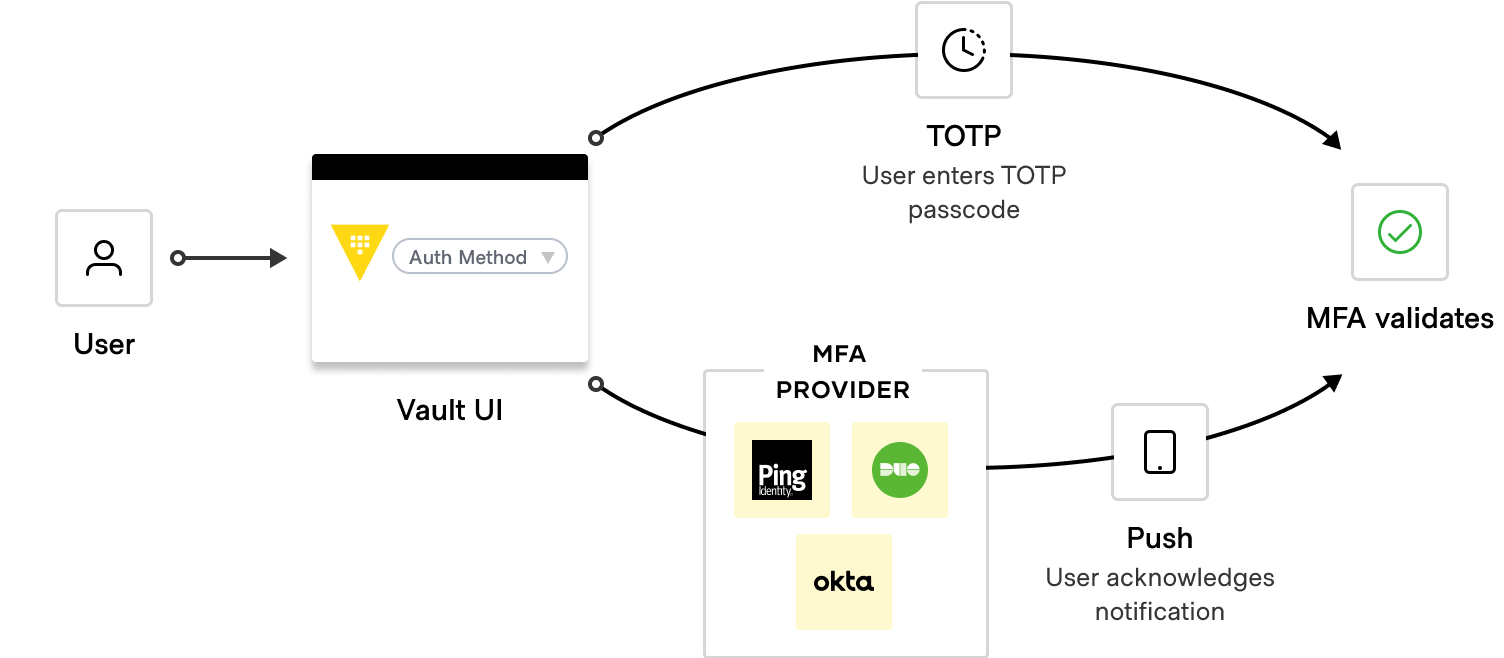 TOTP
User enters TOTP
passcode
Auth Method
User
Vault UI
MFA
PROVIDER
Ping
Identity
DUO
okta
Push
User acknowledges
notification
MFA validates